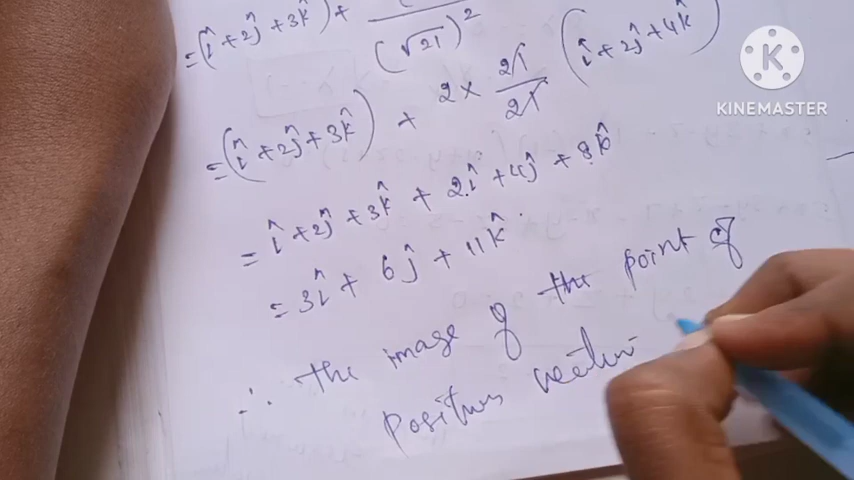 = (î + 2ĵ + 3k̂) +
(√21)²
= (î + 2ĵ + 3k̂) + 2 × 21/21 (î + 2ĵ + 4k̂)
= î + 2ĵ + 3k̂ + 2î + 4ĵ + 8k̂
= 3î + 6ĵ + 11k̂.
∴ the image of the point of
position vector
K
KINEMASTER